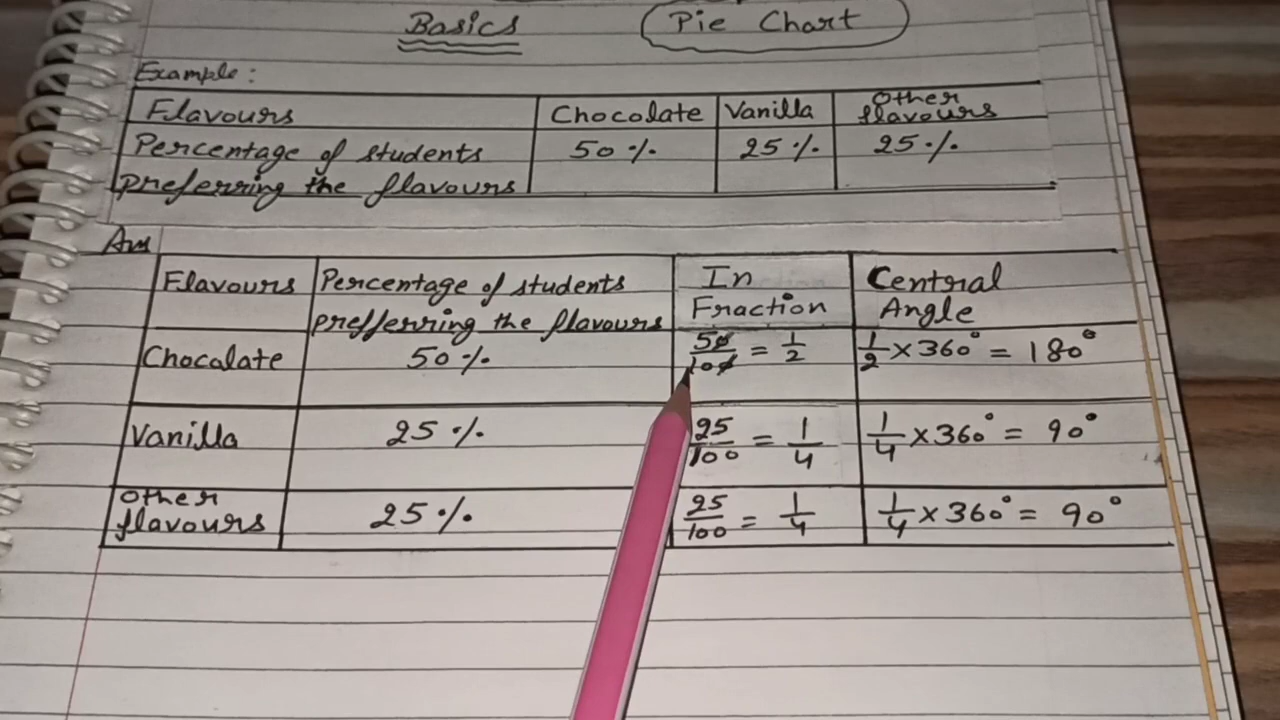 Basics
Pie Chart
Example :
Flavours Chocolate Vanilla Other flavours
Percentage of students preferring the flavours 50 % 25 % 25 %
Ans
Flavours Percentage of students prefferring the flavours In Fraction Central Angle
Chocalate 50 % 50/100 = 1/2 1/2 × 360° = 180°
Vanilla 25 % 25/100 = 1/4 1/4 × 360° = 90°
Other flavours 25 % 25/100 = 1/4 1/4 × 360° = 90°